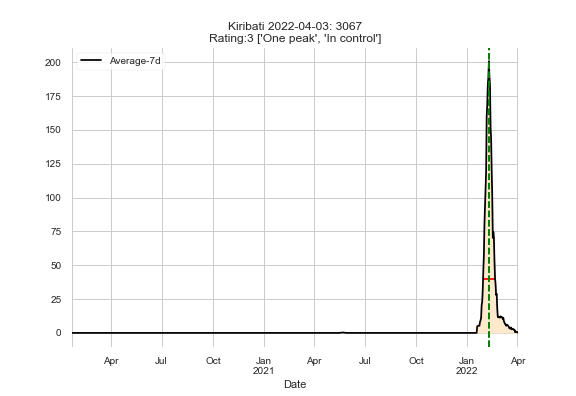 Kiribati 2022-04-03: 3067
Rating:3 ['One peak', 'In control']
Average-7d
200
175
150
125
100
75
50
25
0
Apr Jul Oct Jan Apr Jul Oct Jan Apr
2021 2022
Date